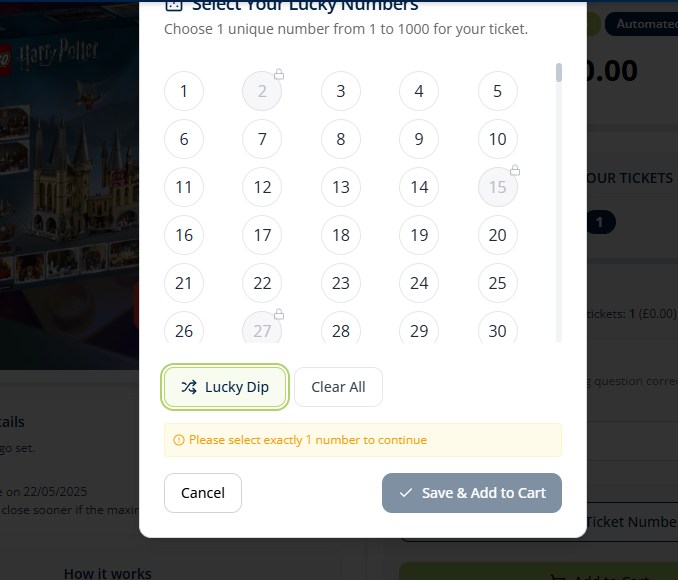 Select Your Lucky Numbers
Choose 1 unique number from 1 to 1000 for your ticket.
1 2 3 4 5
6 7 8 9 10
11 12 13 14 15
16 17 18 19 20
21 22 23 24 25
26 27 28 29 30
Lucky Dip
Clear All
Please select exactly 1 number to continue
Cancel
Save & Add to Cart
Harry Potter
Automated
0.00
OUR TICKETS
1
tickets: 1 (£0.00)
g question corre
Ticket Numbe
Add to Cart
tails
go set.
e on 22/05/2025
close sooner if the maxi
How it works